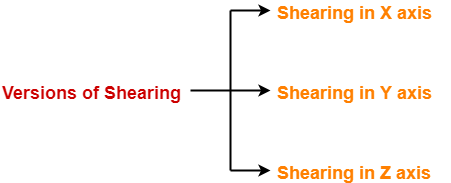 Shearing in X axis
Versions of Shearing
Shearing in Y axis
Shearing in Z axis